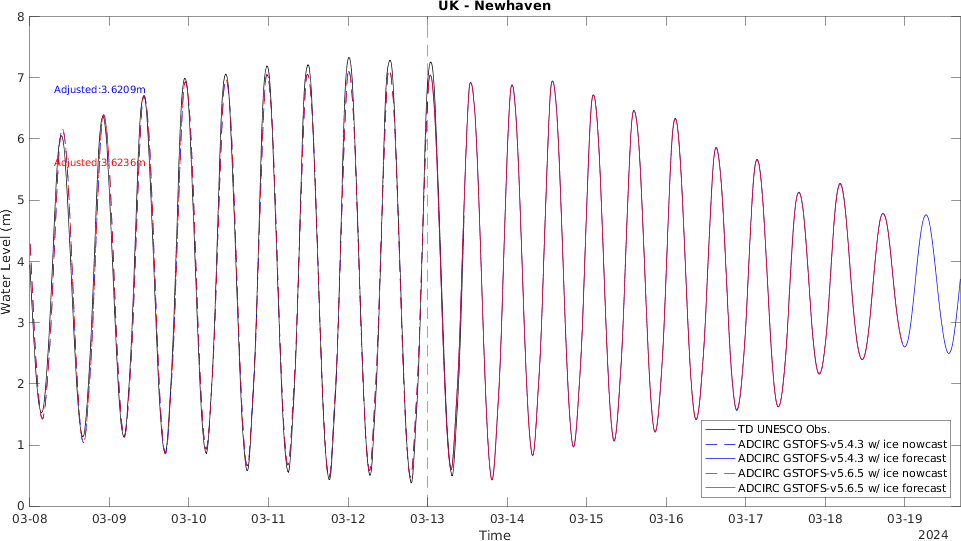 UK - Newhaven
8
7
6
5
4
3
2
1
0
Water Level (m)
Adjusted:3.6209m
Adjusted:3.6236m
TD UNESCO Obs.
ADCIRC GSTOFS-v5.4.3 w/ ice nowcast
ADCIRC GSTOFS-v5.4.3 w/ ice forecast
ADCIRC GSTOFS-v5.6.5 w/ ice nowcast
ADCIRC GSTOFS-v5.6.5 w/ ice forecast
03-08 03-09 03-10 03-11 03-12 03-13 03-14 03-15 03-16 03-17 03-18 03-19
Time
2024